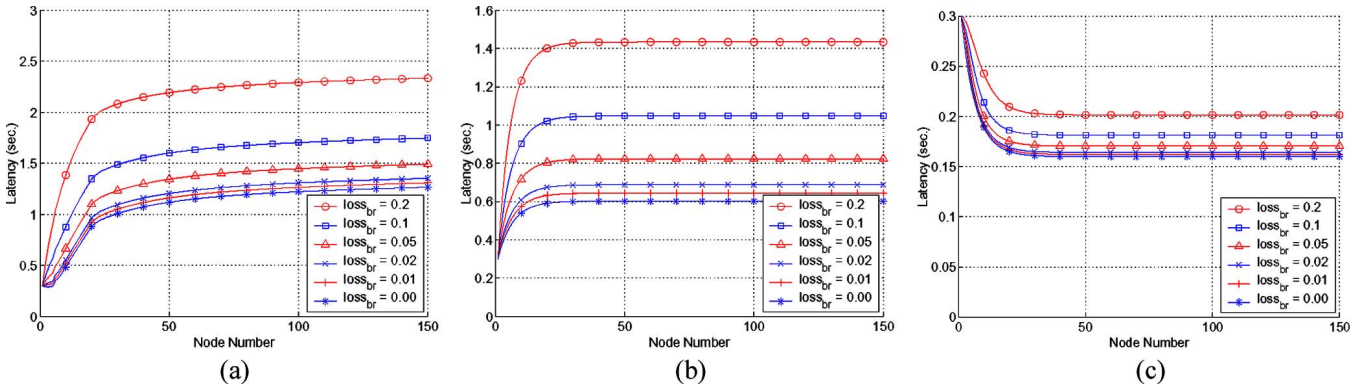 3
2.5
2
1.5
1
0.5
0
0
50
100
150
Latency (sec.)
Node Number
loss_br = 0.2
loss_br = 0.1
loss_br = 0.05
loss_br = 0.02
loss_br = 0.01
loss_br = 0.00
(a)
1.6
1.4
1.2
1
0.8
0.6
0.4
0.2
0
0
50
100
150
Latency (sec.)
Node Number
loss_br = 0.2
loss_br = 0.1
loss_br = 0.05
loss_br = 0.02
loss_br = 0.01
loss_br = 0.00
(b)
0.3
0.25
0.2
0.15
0.1
0.05
0
0
50
100
150
Latency (sec.)
Node Number
loss_br = 0.2
loss_br = 0.1
loss_br = 0.05
loss_br = 0.02
loss_br = 0.01
loss_br = 0.00
(c)